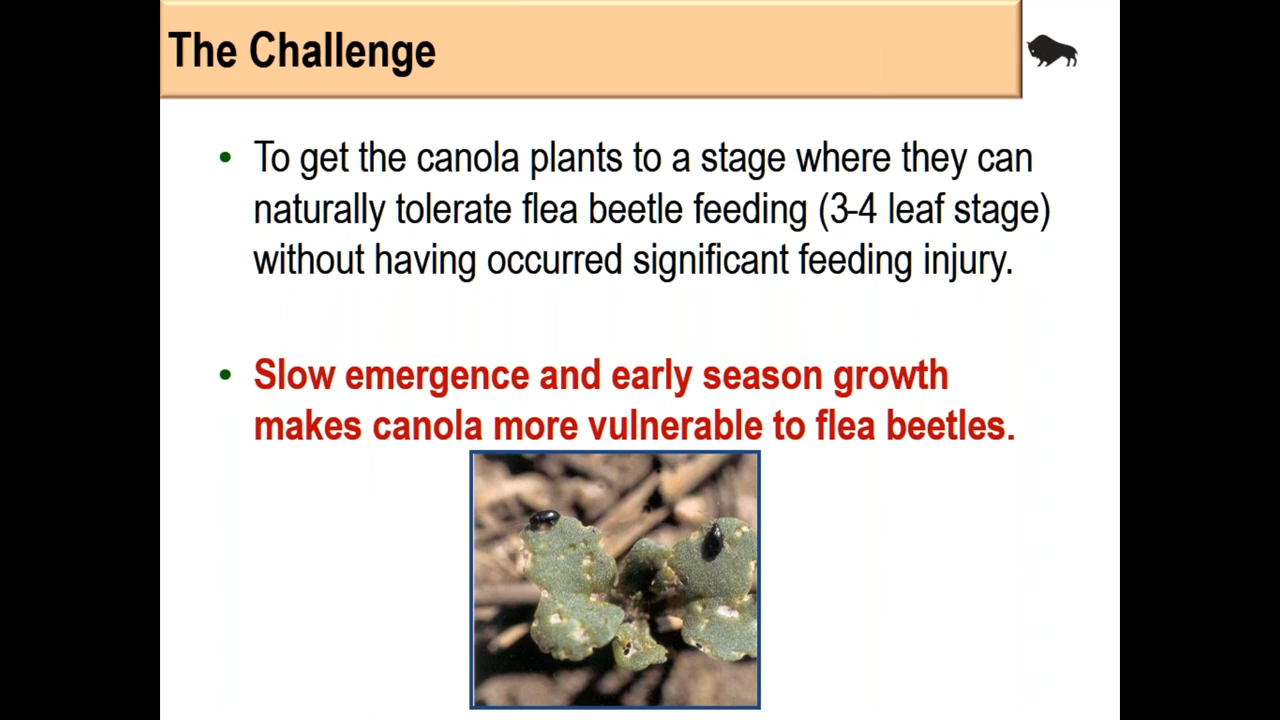 The Challenge
• To get the canola plants to a stage where they can
naturally tolerate flea beetle feeding (3-4 leaf stage)
without having occurred significant feeding injury.
• Slow emergence and early season growth
makes canola more vulnerable to flea beetles.